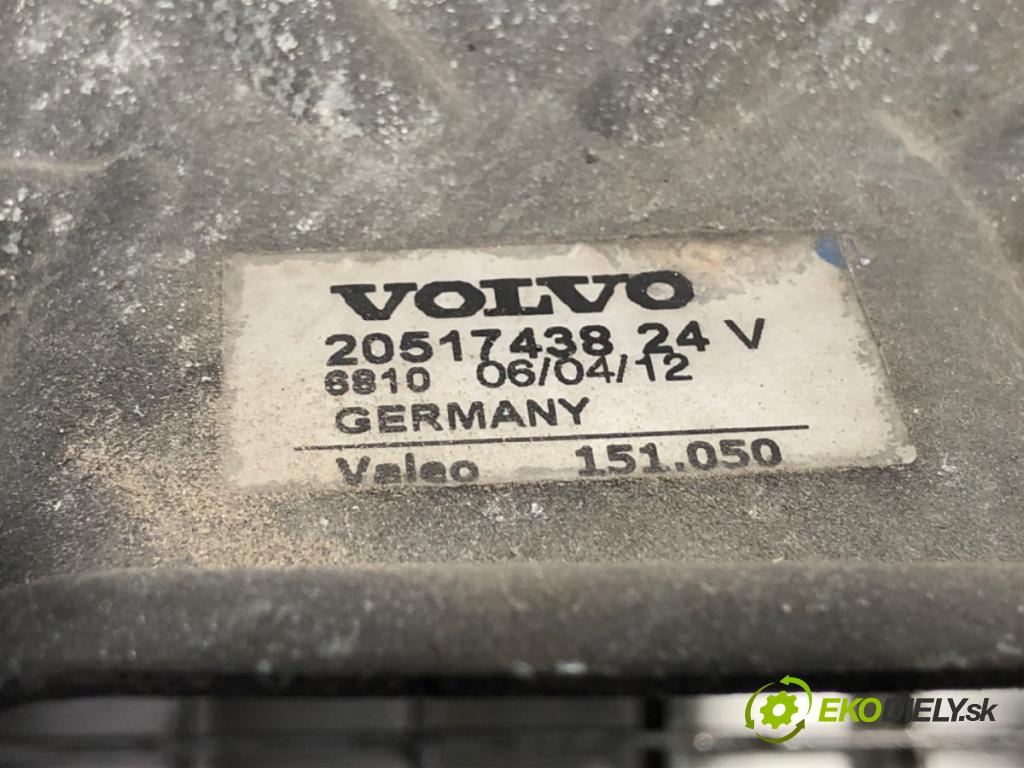 VOLVO
20517438 24 V
6810 06/04/12
GERMANY
Valeo 151.050
EKODIELY.sk